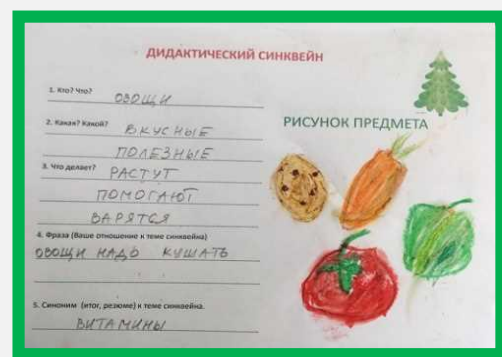 ДИДАКТИЧЕСКИЙ СИНКВЕЙН
1. Кто? Что?
ОВОЩИ
2. Какая? Какой?
ВКУСНЫЕ
ПОЛЕЗНЫЕ
3. Что делает?
РАСТУТ
ПОМОГАЮТ
ВАРЯТСЯ
4. Фраза (Ваше отношение к теме синквейна)
ОВОЩИ НАДО КУШАТЬ
5. Синоним (итог, резюме) к теме синквейна.
ВИТАМИНЫ
РИСУНОК ПРЕДМЕТА